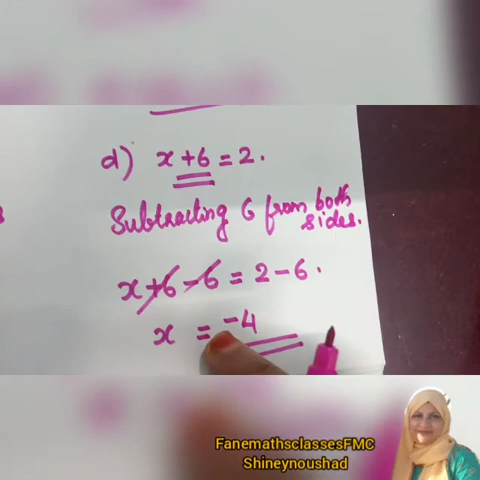 d) x + 6 = 2.
Subtracting 6 from both
sides.
x + 6 - 6 = 2 - 6.
x = -4
FanemathsclassesFMC
Shineynoushad